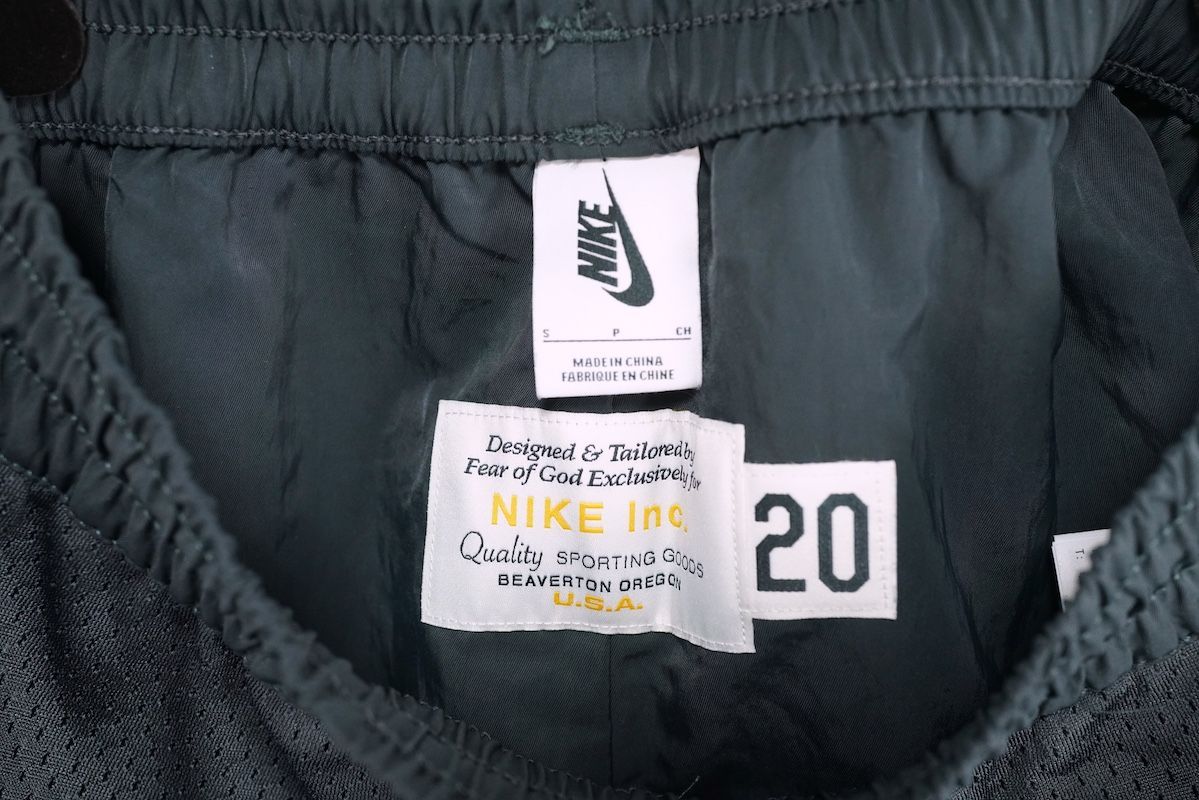 NIKE
S P CH
MADE IN CHINA
FABRIQUE EN CHINE
Designed & Tailored by
Fear of God Exclusively for
NIKE Inc.
Quality SPORTING GOODS
BEAVERTON OREGON
U.S.A.
20
T: